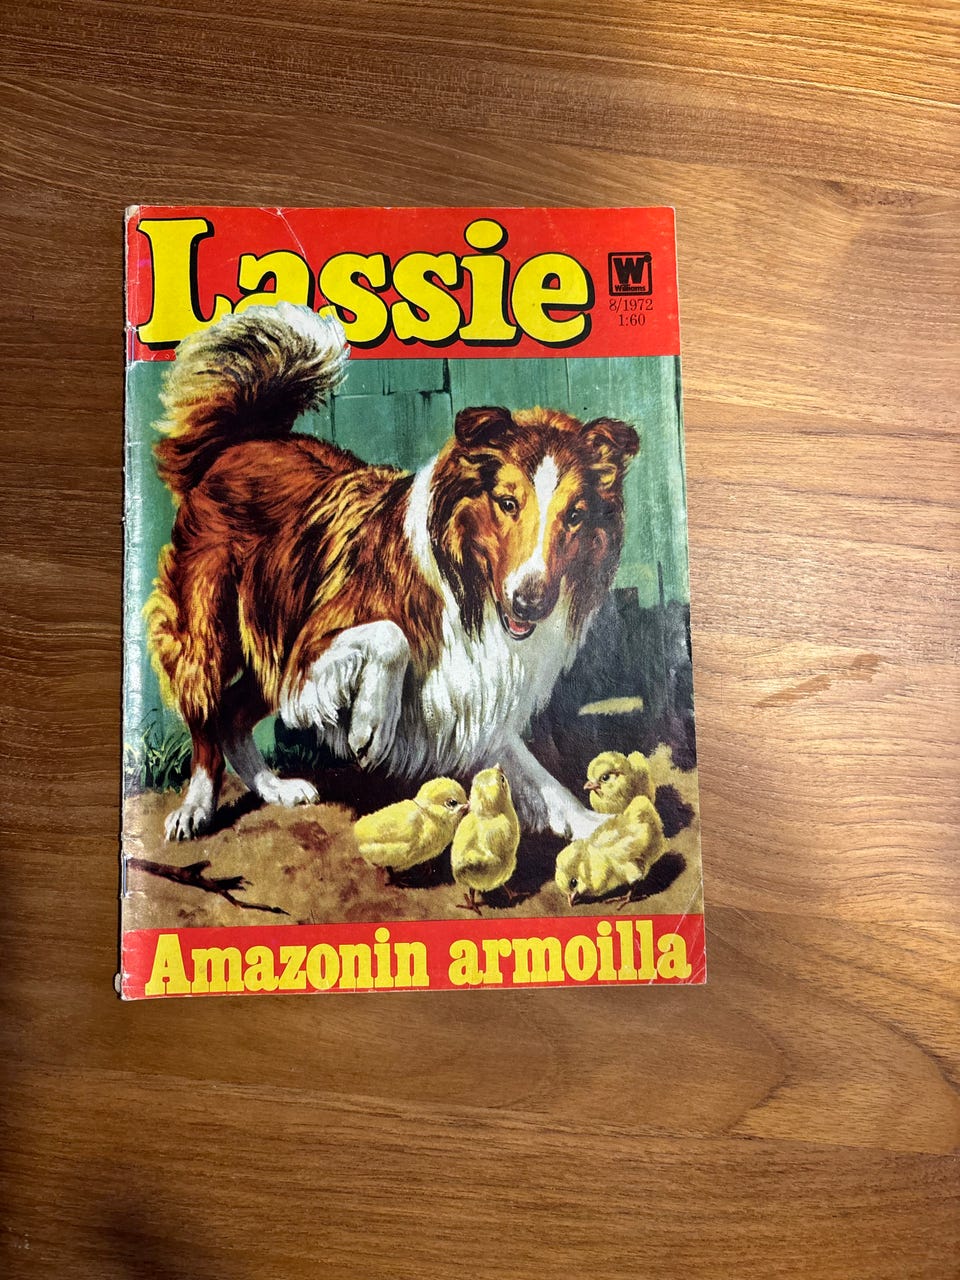 Lassie
W
Williams
8/1972
1:60
Amazonin armoilla